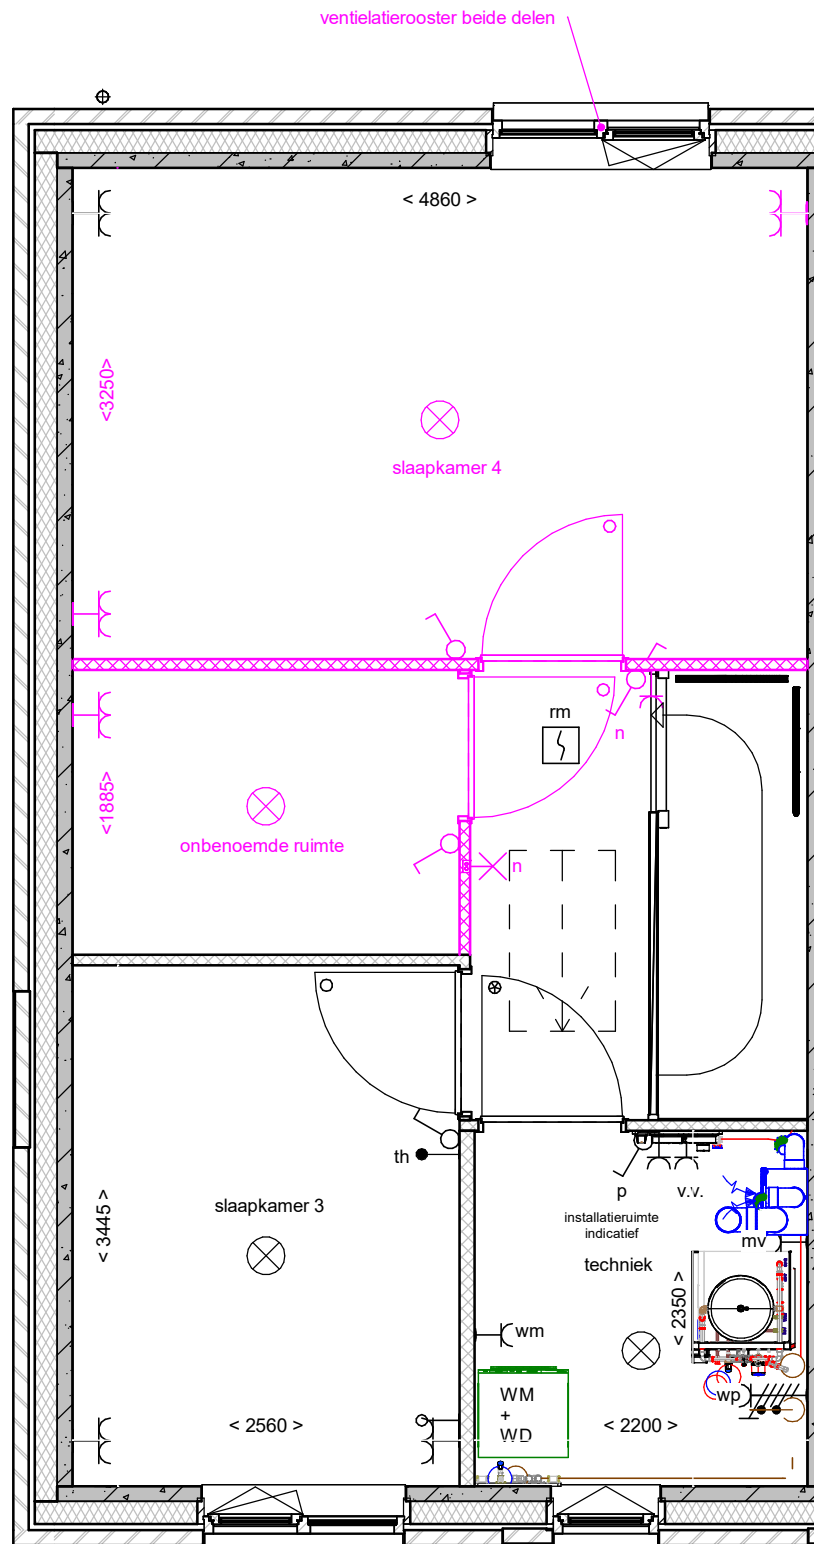 ventielatierooster beide delen
< 4860 >
<3250>
slaapkamer 4
rm
n
<1885>
onbenoemde ruimte
n
th
p
v.v.
slaapkamer 3
installatieruimte
indicatief
< 3445 >
mv
techniek
< 2350 >
wm
wp
WM
+
WD
< 2560 >
< 2200 >